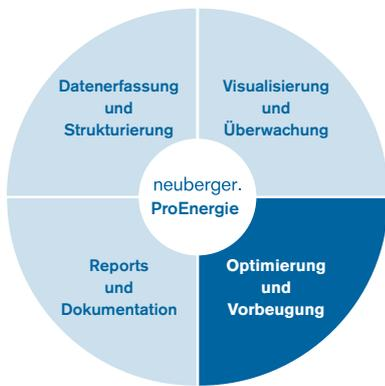 Datenerfassung
und
Strukturierung
Visualisierung
und
Überwachung
neuberger.
ProEnergie
Reports
und
Dokumentation
Optimierung
und
Vorbeugung